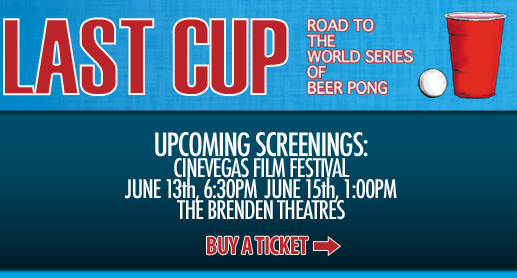 LAST CUP
ROAD TO
THE
WORLD SERIES
OF
BEER PONG
UPCOMING SCREENINGS:
CINEVEGAS FILM FESTIVAL
JUNE 13th, 6:30PM JUNE 15th, 1:00PM
THE BRENDEN THEATRES
BUY A TICKET